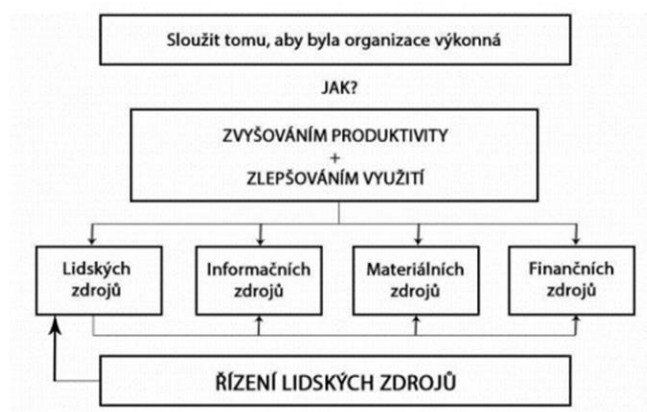 Sloužit tomu, aby byla organizace výkonná
JAK?
ZVYŠOVÁNÍM PRODUKTIVITY
+
ZLEPŠOVÁNÍM VYUŽITÍ
Lidských
zdrojů
Informačních
zdrojů
Materiálních
zdrojů
Finančních
zdrojů
ŘÍZENÍ LIDSKÝCH ZDROJŮ